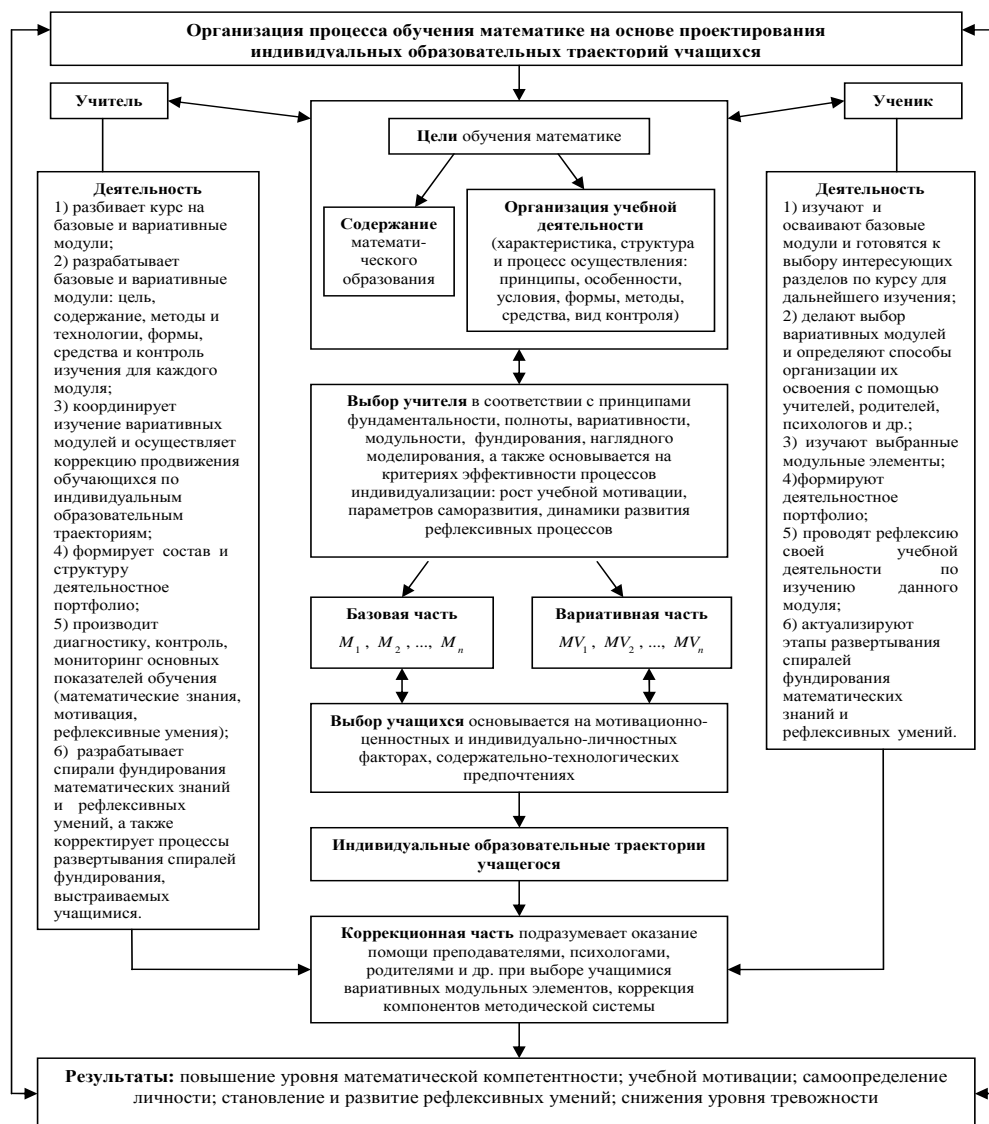 Организация процесса обучения математике на основе проектирования
индивидуальных образовательных траекторий учащихся
Учитель
Ученик
Цели обучения математике
Содержание
математи-
ческого
образования
Организация учебной
деятельности
(характеристика, структура
и процесс осуществления:
принципы, особенности,
условия, формы, методы,
средства, вид контроля)
Деятельность
1) разбивает курс на
базовые и вариативные
модули;
2) разрабатывает
базовые и вариативные
модули: цель,
содержание, методы и
технологии, формы,
средства и контроль
изучения для каждого
модуля;
3) координирует
изучение вариативных
модулей и осуществляет
коррекцию продвижения
обучающихся по
индивидуальным
образовательным
траекториям;
4) формирует состав и
структуру
деятельностное
портфолио;
5) производит
диагностику, контроль,
мониторинг основных
показателей обучения
(математические знания,
мотивация,
рефлексивные умения);
6) разрабатывает
спирали фундирования
математических знаний
и рефлексивных
умений, а также
корректирует процессы
развертывания спиралей
фундирования,
выстраиваемых
учащимися.
Деятельность
1) изучают и
осваивают базовые
модули и готовятся к
выбору интересующих
разделов по курсу для
дальнейшего изучения;
2) делают выбор
вариативных модулей
и определяют способы
организации их
освоения с помощью
учителей, родителей,
психологов и др.;
3) изучают выбранные
модульные элементы;
4)формируют
деятельностное
портфолио;
5) проводят рефлексию
своей учебной
деятельности по
изучению данного
модуля;
6) актуализируют
этапы развертывания
спиралей
фундирования
математических
знаний и
рефлексивных умений.
Выбор учителя в соответствии с принципами
фундаментальности, полноты, вариативности,
модульности, фундирования, наглядного
моделирования, а также основывается на
критериях эффективности процессов
индивидуализации: рост учебной мотивации,
параметров саморазвития, динамики развития
рефлексивных процессов
Базовая часть
M₁ , M₂ , ..., Mₙ
Вариативная часть
MV₁ , MV₂ , ..., MVₙ
Выбор учащихся основывается на мотивационно-
ценностных и индивидуально-личностных
факторах, содержательно-технологических
предпочтениях
Индивидуальные образовательные траектории
учащегося
Коррекционная часть подразумевает оказание
помощи преподавателями, психологами,
родителями и др. при выборе учащимися
вариативных модульных элементов, коррекция
компонентов методической системы
Результаты: повышение уровня математической компетентности; учебной мотивации; самоопределение
личности; становление и развитие рефлексивных умений; снижения уровня тревожности